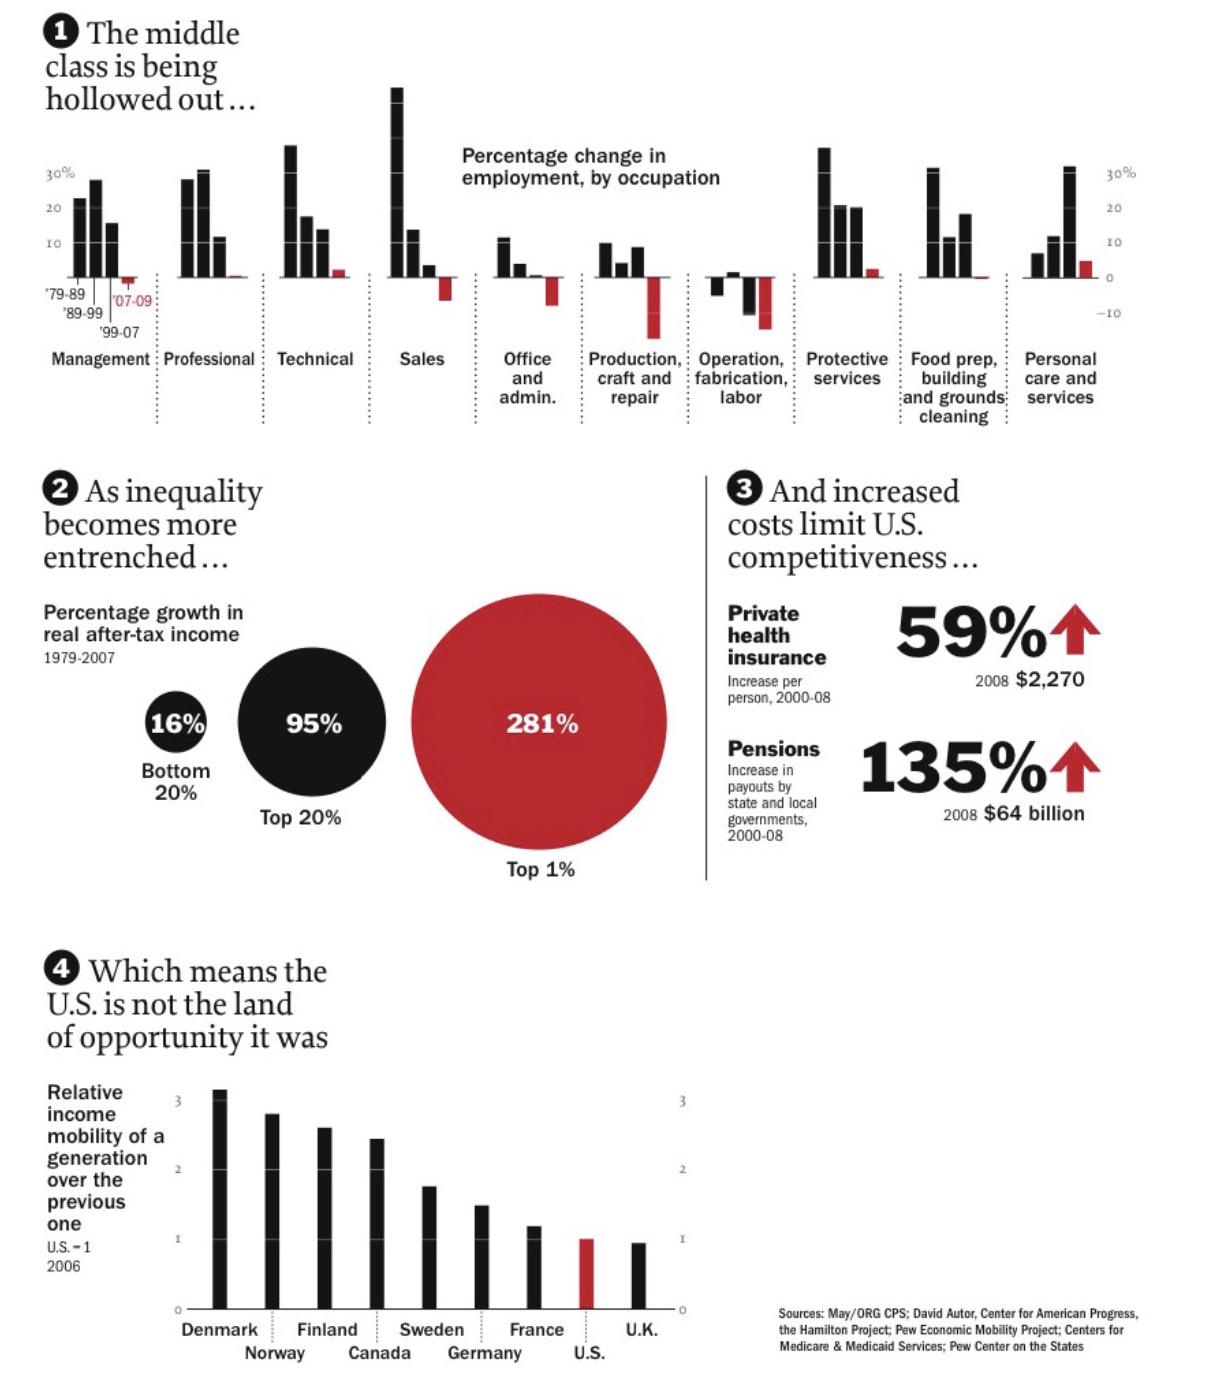 1 The middle
class is being
hollowed out...
Percentage change in
employment, by occupation
30%
20
10
30%
20
10
0
–10
'79-89
'89-99
'99-07
'07-09
Management
Professional
Technical
Sales
Office
and
admin.
Production,
craft and
repair
Operation,
fabrication,
labor
Protective
services
Food prep,
building
and grounds
cleaning
Personal
care and
services
2 As inequality
becomes more
entrenched...
Percentage growth in
real after-tax income
1979-2007
16%
Bottom
20%
95%
Top 20%
281%
Top 1%
3 And increased
costs limit U.S.
competitiveness...
Private
health
insurance
Increase per
person, 2000-08
59%
2008 $2,270
Pensions
Increase in
payouts by
state and local
governments,
2000-08
135%
2008 $64 billion
4 Which means the
U.S. is not the land
of opportunity it was
Relative
income
mobility of a
generation
over the
previous
one
U.S. = 1
2006
3
2
1
0
3
2
1
0
Denmark
Norway
Finland
Canada
Sweden
Germany
France
U.S.
U.K.
Sources: May/ORG CPS; David Autor, Center for American Progress,
the Hamilton Project; Pew Economic Mobility Project; Centers for
Medicare & Medicaid Services; Pew Center on the States